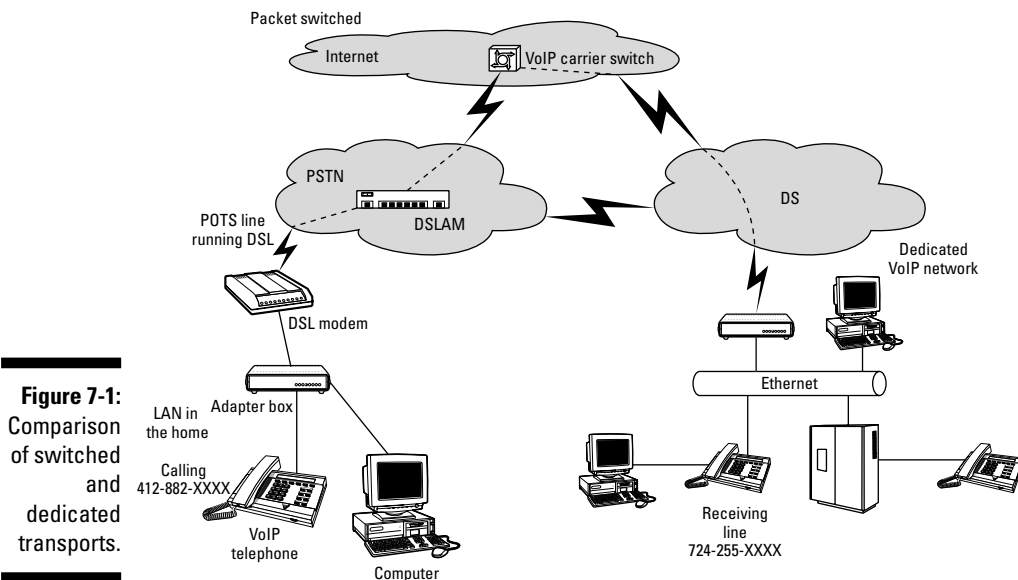 Packet switched
Internet
VoIP carrier switch
PSTN
DSLAM
DS
POTS line
running DSL
DSL modem
Dedicated
VoIP network
Ethernet
Adapter box
LAN in
the home
Calling
412-882-XXXX
VoIP
telephone
Computer
Receiving
line
724-255-XXXX
Figure 7-1:
Comparison
of switched
and
dedicated
transports.